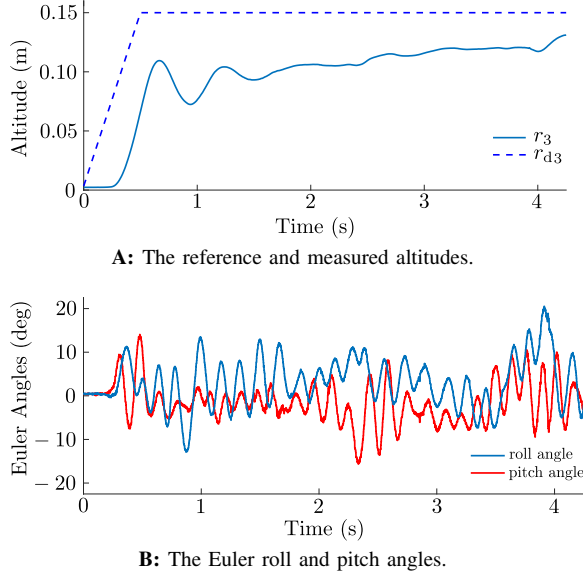 0.15
0.10
0.05
0
Altitude (m)
r3
rd3
0 1 2 3 4
Time (s)
A: The reference and measured altitudes.
20
10
0
− 10
− 20
Euler Angles (deg)
roll angle
pitch angle
0 1 2 3 4
Time (s)
B: The Euler roll and pitch angles.